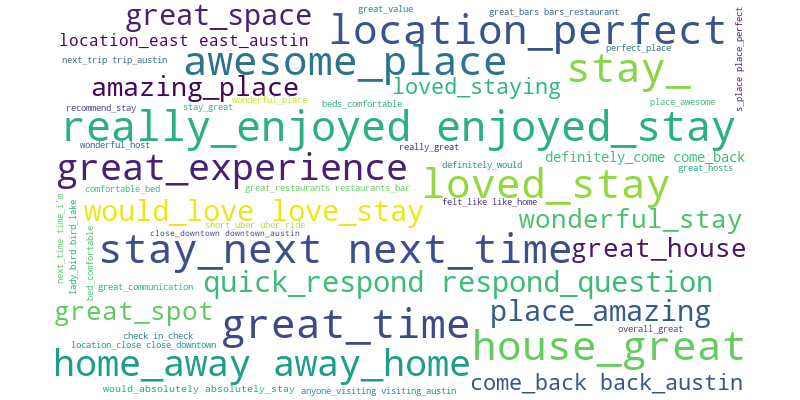 great_value
great_space
great_bars bars_restaurant
location_perfect
location_east east_austin
perfect_place
next_trip trip_austin
awesome_place
stay_
s_place place_perfect
amazing_place
loved_staying
wonderful_place
recommend_stay
stay_great
beds_comfortable
place_awesome
really_enjoyed enjoyed_stay
wonderful_host
really_great
great_experience
definitely_come come_back
definitely_would
great_hosts
loved_stay
comfortable_bed
great_restaurants restaurants_bar
felt_like like_home
next_time time_i'm
lady_bird bird_lake
bed_comfortable
would_love love_stay
wonderful_stay
short_uber uber_ride
close_downtown downtown_austin
stay_next next_time
great_house
great_communication
quick_respond respond_question
great_spot
place_amazing
great_time
overall_great
check in_check
location_close close_downtown
house_great
home_away away_home
come_back back_austin
would_absolutely absolutely_stay
anyone_visiting visiting_austin